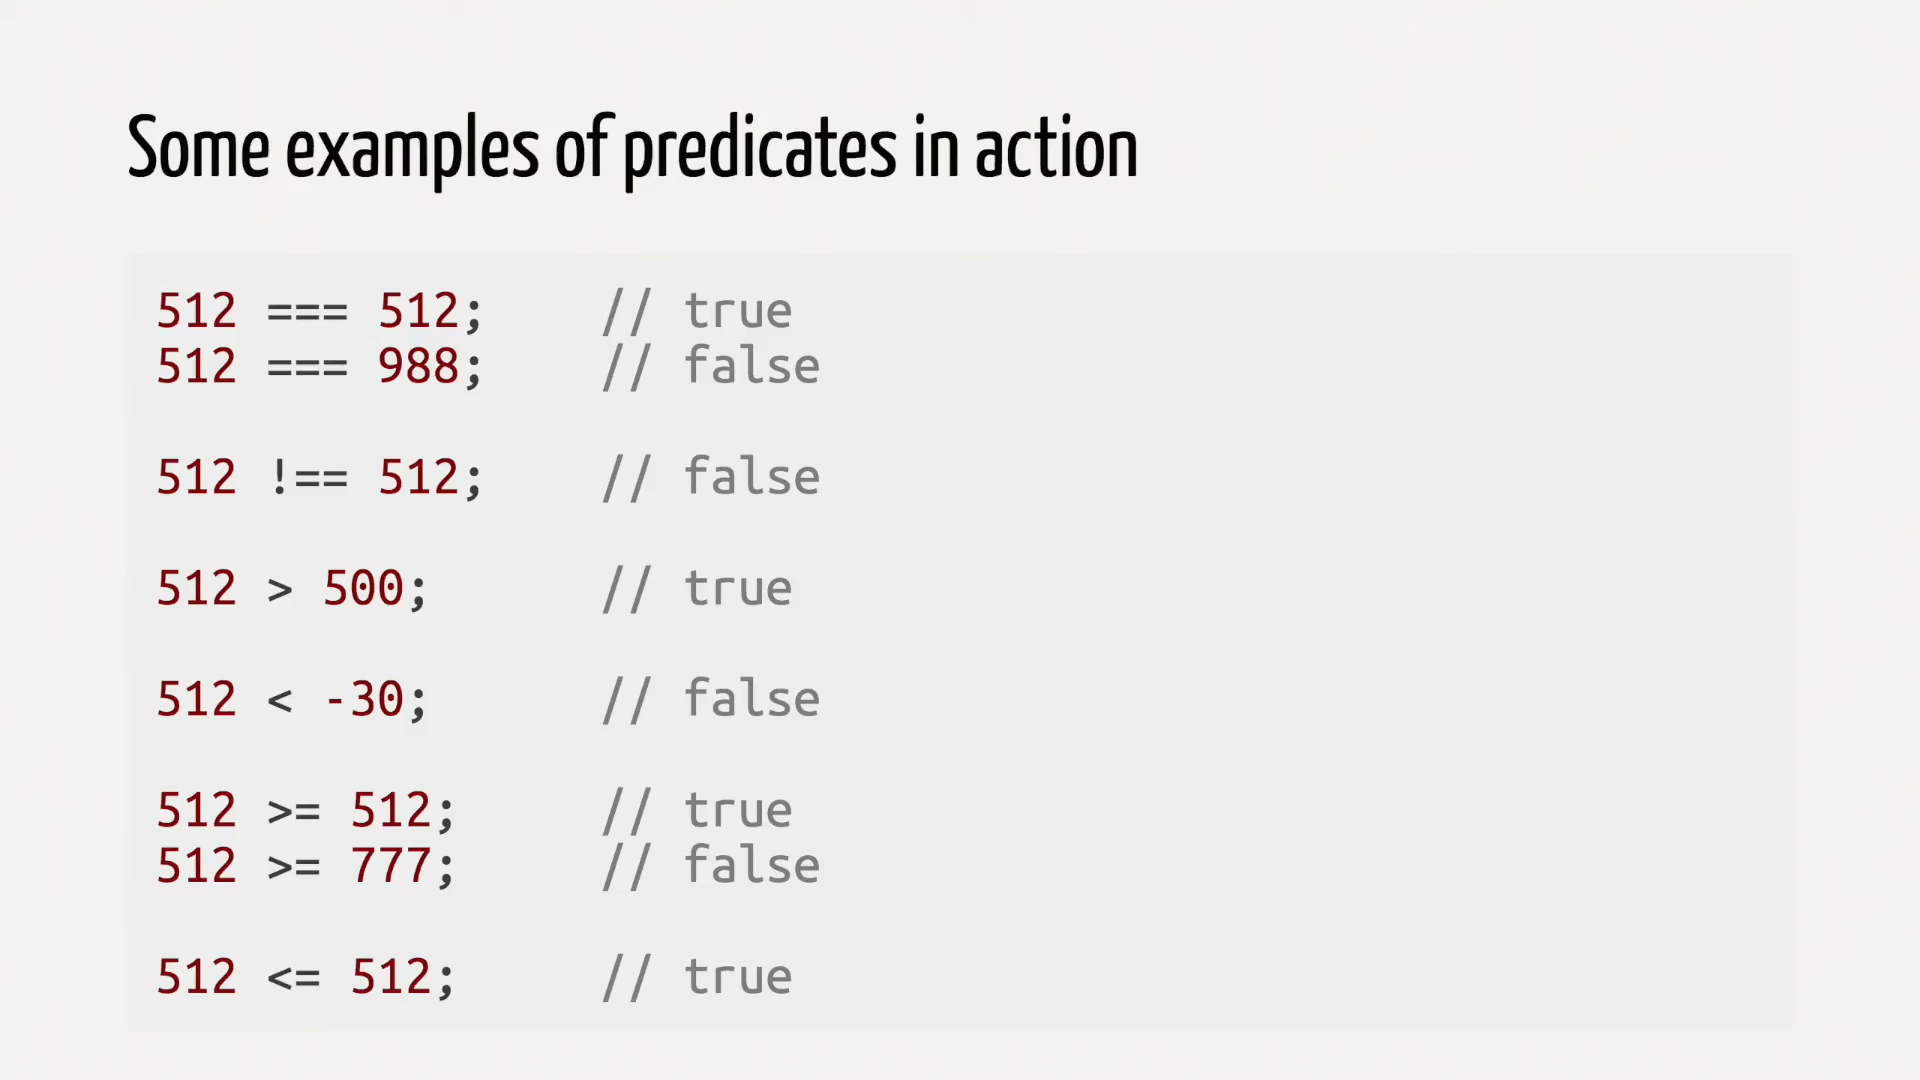 Some examples of predicates in action
512 === 512;    // true
512 === 988;    // false
512 !== 512;    // false
512 > 500;      // true
512 < -30;      // false
512 >= 512;     // true
512 >= 777;     // false
512 <= 512;     // true